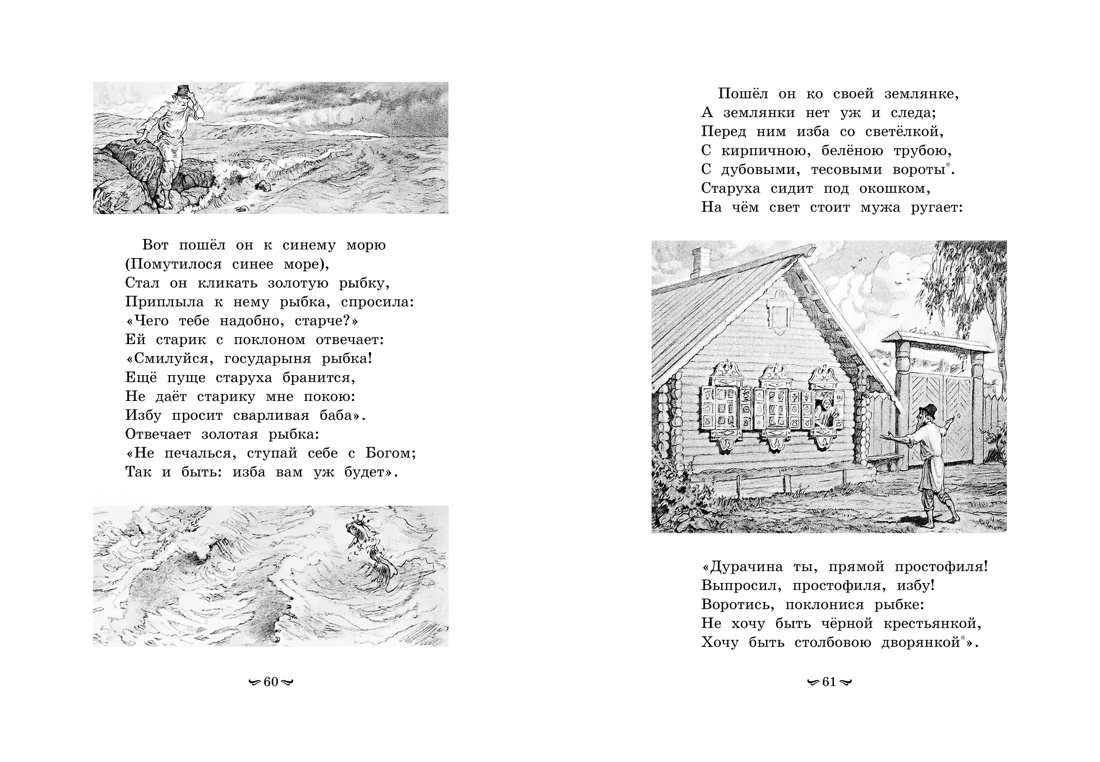 Вот пошёл он к синему морю
(Помутилося синее море),
Стал он кликать золотую рыбку,
Приплыла к нему рыбка, спросила:
«Чего тебе надобно, старче?»
Ей старик с поклоном отвечает:
«Смилуйся, государыня рыбка!
Ещё пуще старуха бранится,
Не даёт старику мне покою:
Избу просит сварливая баба».
Отвечает золотая рыбка:
«Не печалься, ступай себе с Богом;
Так и быть: изба вам уж будет».
60
Пошёл он ко своей землянке,
А землянки нет уж и следа;
Перед ним изба со светёлкой,
С кирпичною, белёною трубою,
С дубовыми, тесовыми вороты*.
Старуха сидит под окошком,
На чём свет стоит мужа ругает:
«Дурачина ты, прямой простофиля!
Выпросил, простофиля, избу!
Воротись, поклонися рыбке:
Не хочу быть чёрной крестьянкой,
Хочу быть столбовою дворянкой*».
61